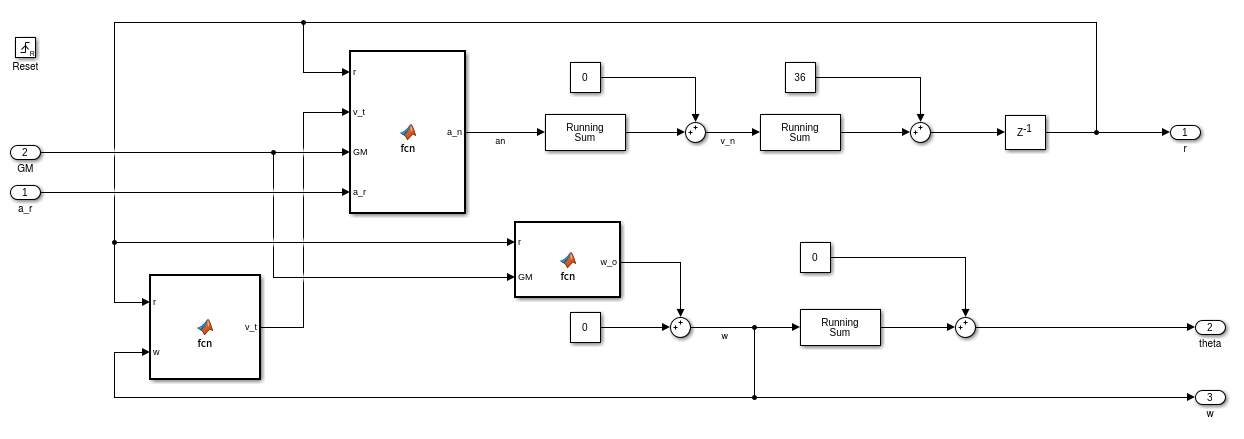 R
Reset
r
v_t
GM
a_r
fcn
a_n
an
0
Running
Sum
+
+
v_n
36
Running
Sum
+
+
Z-1
1
r
2
GM
1
a_r
r
GM
fcn
w_o
0
r
w
fcn
v_t
0
+
+
w
Running
Sum
+
+
2
theta
3
w